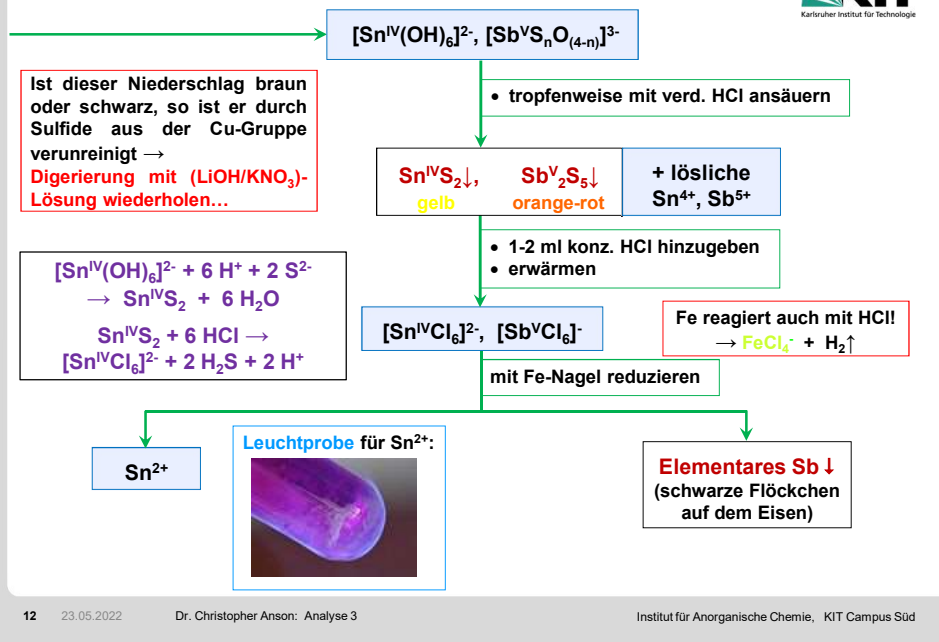 Karlsruher Institut für Technologie
[Sn^IV(OH)₆]²⁻, [Sb^VSₙO₍₄₋ₙ₎]³⁻
Ist dieser Niederschlag braun
oder schwarz, so ist er durch
Sulfide aus der Cu-Gruppe
verunreinigt →
Digerierung mit (LiOH/KNO₃)-
Lösung wiederholen…
• tropfenweise mit verd. HCl ansäuern
Sn^IVS₂↓, Sb^V₂S₅↓
gelb orange-rot
+ lösliche
Sn⁴⁺, Sb⁵⁺
• 1-2 ml konz. HCl hinzugeben
• erwärmen
[Sn^IV(OH)₆]²⁻ + 6 H⁺ + 2 S²⁻
→ Sn^IVS₂ + 6 H₂O
Sn^IVS₂ + 6 HCl →
[Sn^IVCl₆]²⁻ + 2 H₂S + 2 H⁺
[Sn^IVCl₆]²⁻, [Sb^VCl₆]⁻
Fe reagiert auch mit HCl!
→ FeCl₄⁻ + H₂↑
mit Fe-Nagel reduzieren
Sn²⁺
Leuchtprobe für Sn²⁺:
Elementares Sb↓
(schwarze Flöckchen
auf dem Eisen)
12 23.05.2022 Dr. Christopher Anson: Analyse 3 Institut für Anorganische Chemie, KIT Campus Süd